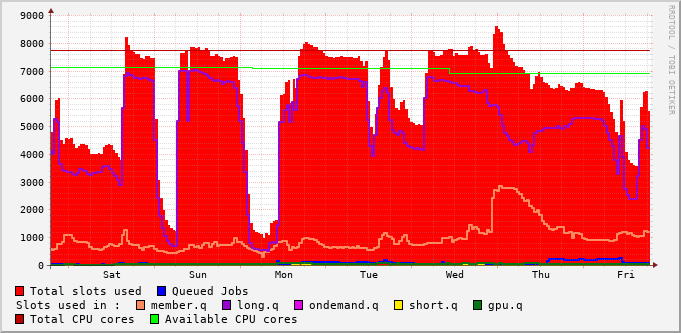 RRDTOOL / TOBI OETIKER
9000
8000
7000
6000
5000
4000
3000
2000
1000
0
Sat Sun Mon Tue Wed Thu Fri
Total slots used Queued Jobs
Slots used in : member.q long.q ondemand.q short.q gpu.q
Total CPU cores Available CPU cores